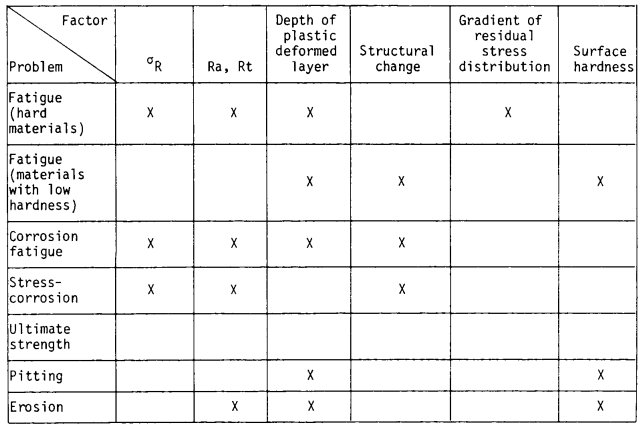 Factor
Problem
σR
Ra, Rt
Depth of
plastic
deformed
layer
Structural
change
Gradient of
residual
stress
distribution
Surface
hardness
Fatigue
(hard
materials)
X X X X
Fatigue
(materials
with low
hardness)
X X X
Corrosion
fatigue
X X X X
Stress-
corrosion
X X X
Ultimate
strength
Pitting X X
Erosion X X X